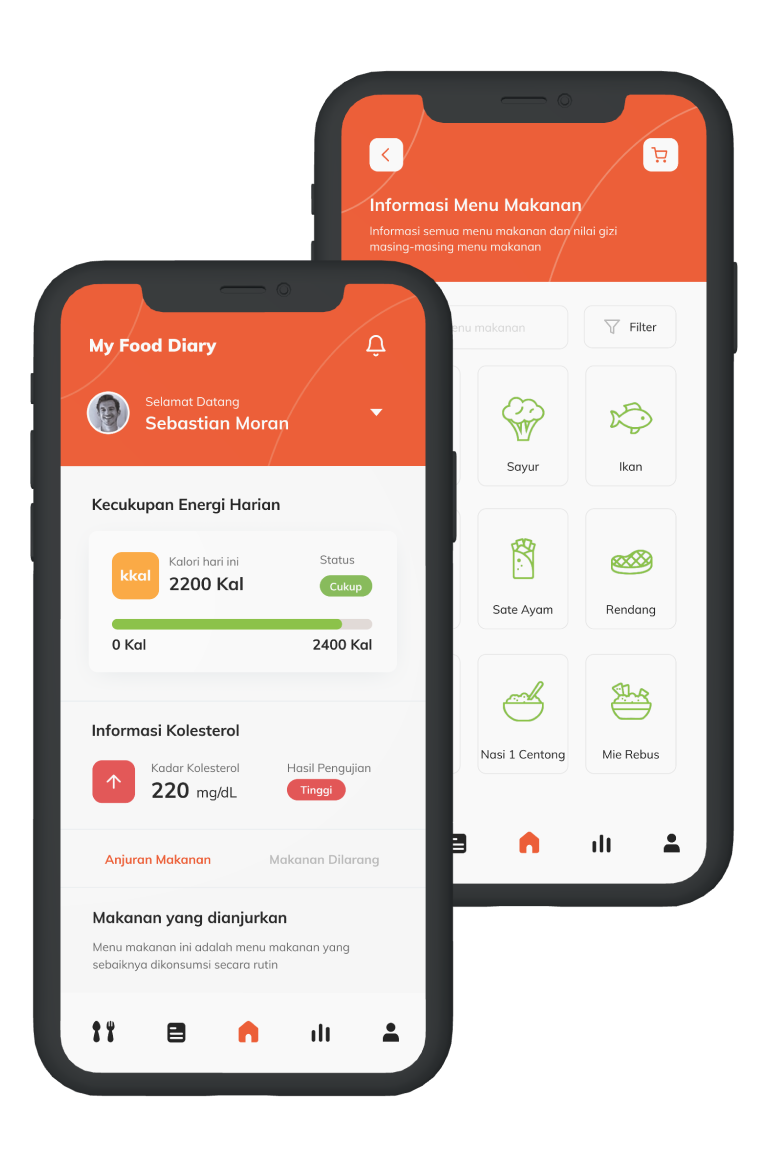 Informasi Menu Makanan
Informasi semua menu makanan dan nilai gizi
masing-masing menu makanan
menu makanan
Filter
Sayur
Ikan
Sate Ayam
Rendang
Nasi 1 Centong
Mie Rebus
My Food Diary
Selamat Datang
Sebastian Moran
Kecukupan Energi Harian
kkal
Kalori hari ini
2200 Kal
Status
Cukup
0 Kal
2400 Kal
Informasi Kolesterol
Kadar Kolesterol
220 mg/dL
Hasil Pengujian
Tinggi
Anjuran Makanan
Makanan Dilarang
Makanan yang dianjurkan
Menu makanan ini adalah menu makanan yang
sebaiknya dikonsumsi secara rutin